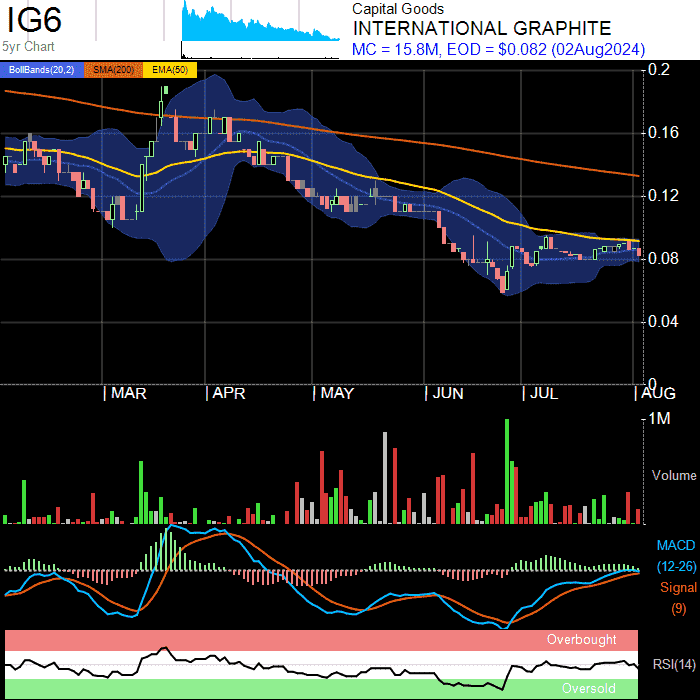 IG6
5yr Chart
Capital Goods
INTERNATIONAL GRAPHITE
MC = 15.8M, EOD = $0.082 (02Aug2024)
BollBands(20,2) SMA(200) EMA(50)
0.2
0.16
0.12
0.08
0.04
0
MAR APR MAY JUN JUL AUG
1M
Volume
MACD
(12-26)
Signal
(9)
Overbought
RSI(14)
Oversold